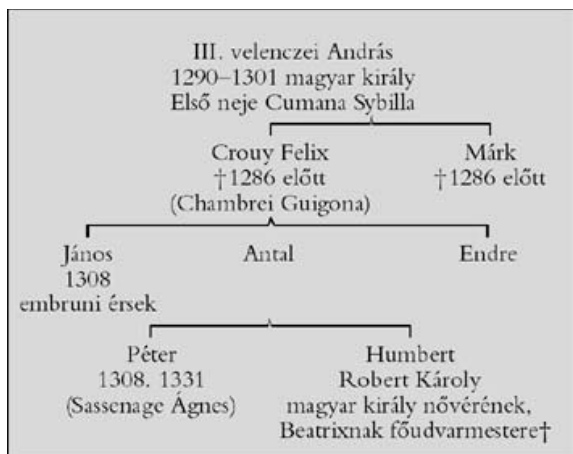 III. velenczei András
1290–1301 magyar király
Első neje Cumana Sybilla
Crouy Felix
†1286 előtt
(Chambrei Guigona)
Márk
†1286 előtt
János
1308
embruni érsek
Antal
Endre
Péter
1308. 1331
(Sassenage Ágnes)
Humbert
Robert Károly
magyar király nővérének,
Beatrixnak főudvarmestere†